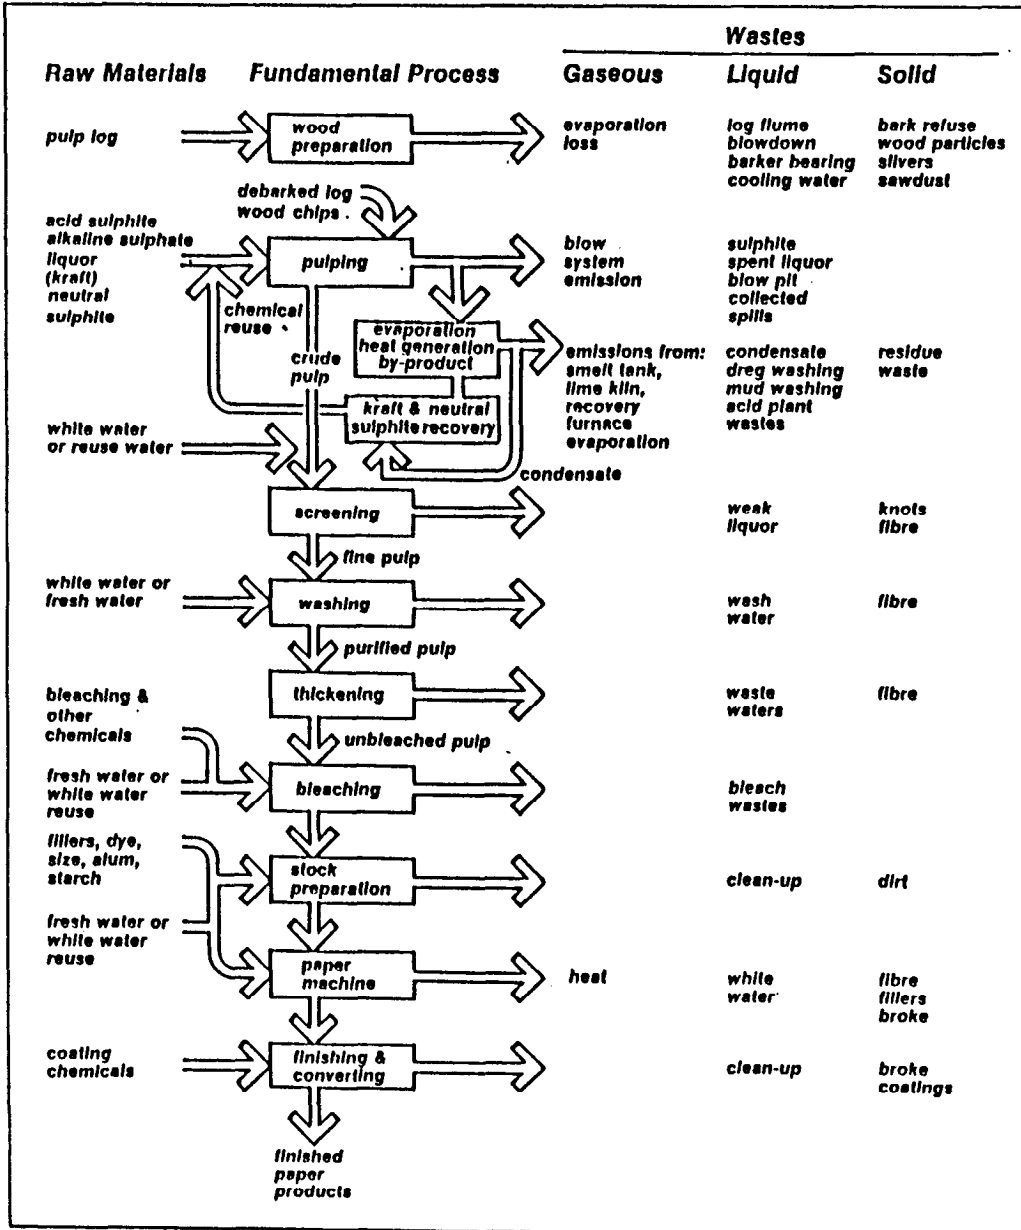 Wastes
Raw Materials
Fundamental Process
Gaseous
Liquid
Solid
pulp log
wood
preparation
evaporation
loss
log flume
blowdown
barker bearing
cooling water
bark refuse
wood particles
slivers
sawdust
debarked log
wood chips
acid sulphite
alkaline sulphate
liquor
(kraft)
neutral
sulphite
pulping
blow
system
emission
sulphite
spent liquor
blow pit
collected
spills
chemical
reuse
crude
pulp
evaporation
heat generation
by-product
kraft & neutral
sulphite recovery
emissions from:
smelt tank,
lime kiln,
recovery
furnace
evaporation
condensate
dreg washing
mud washing
acid plant
wastes
residue
waste
white water
or reuse water
condensate
screening
weak
liquor
knots
fibre
fine pulp
white water or
fresh water
washing
wash
water
fibre
purified pulp
thickening
waste
waters
fibre
unbleached pulp
bleaching &
other
chemicals
fresh water or
white water
reuse
bleaching
bleach
wastes
fillers, dye,
size, alum,
starch
stock
preparation
clean-up
dirt
fresh water or
white water
reuse
paper
machine
heat
white
water
fibre
fillers
broke
coating
chemicals
finishing &
converting
clean-up
broke
coatings
finished
paper
products